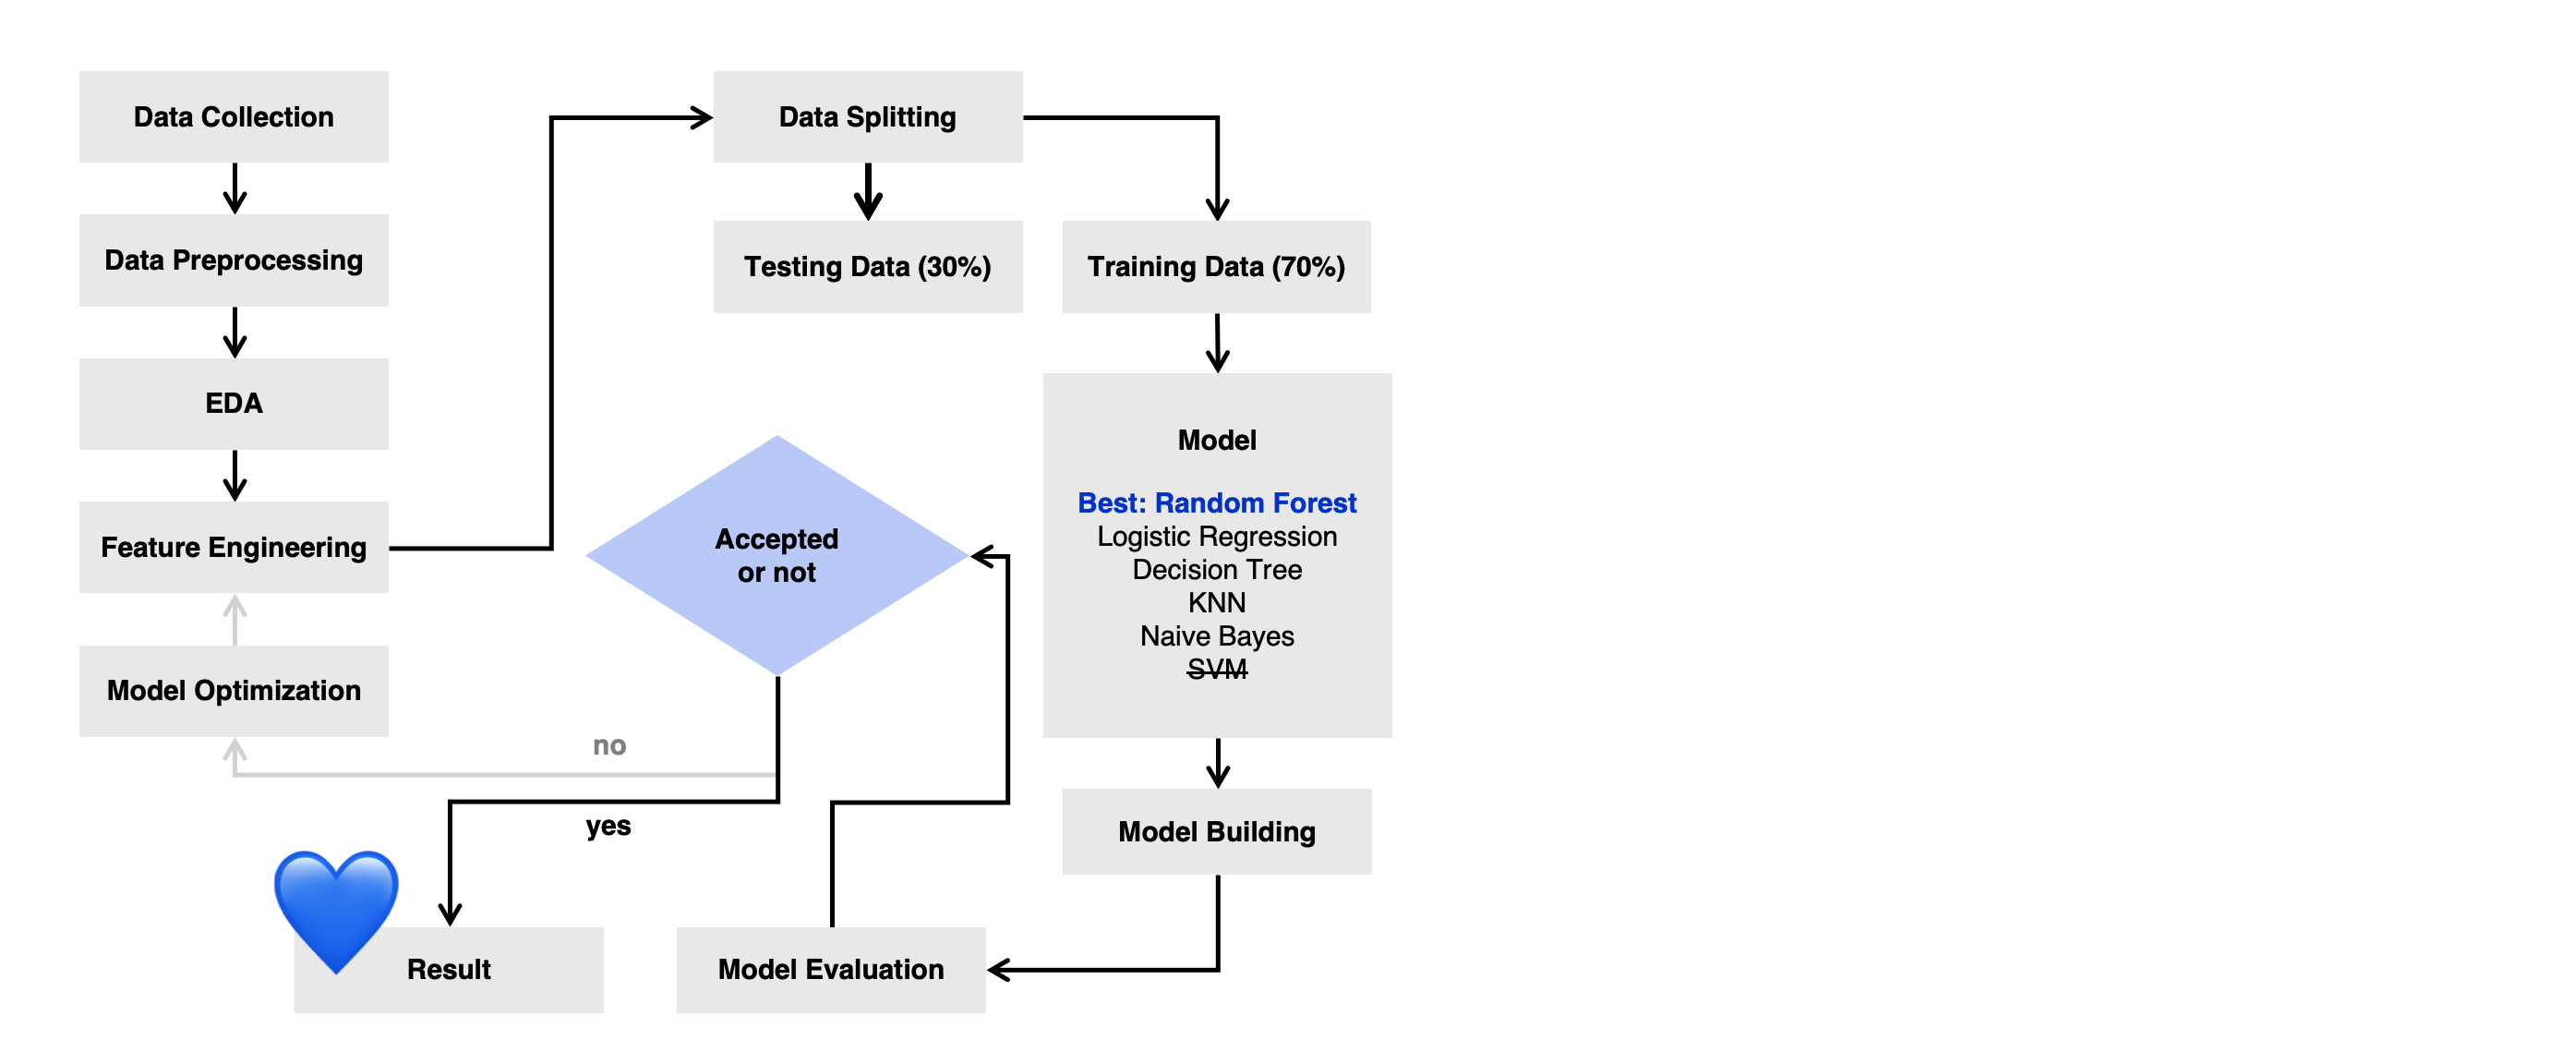 Data Collection
Data Preprocessing
EDA
Feature Engineering
Model Optimization
Data Splitting
Testing Data (30%)
Training Data (70%)
Model
Best: Random Forest
Logistic Regression
Decision Tree
KNN
Naive Bayes
SVM
Model Building
Model Evaluation
Accepted
or not
no
yes
Result